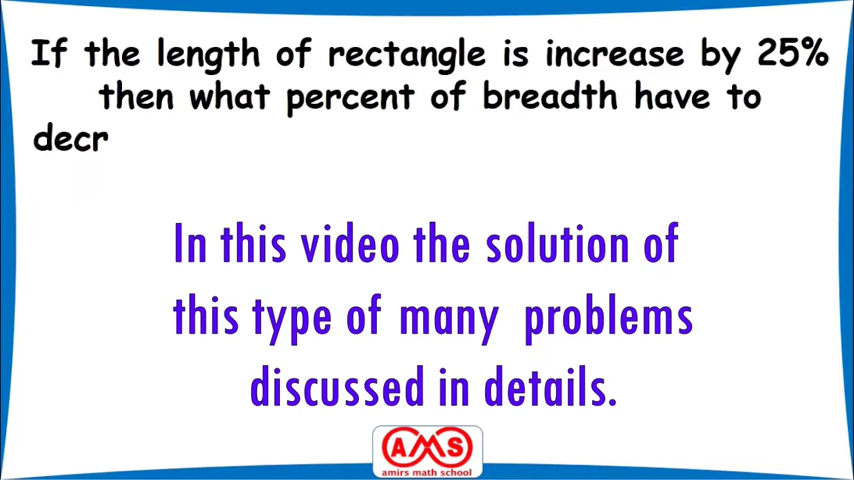 If the length of rectangle is increase by 25%
then what percent of breadth have to
decr
In this video the solution of
this type of many problems
discussed in details.
AMS
amirs math school